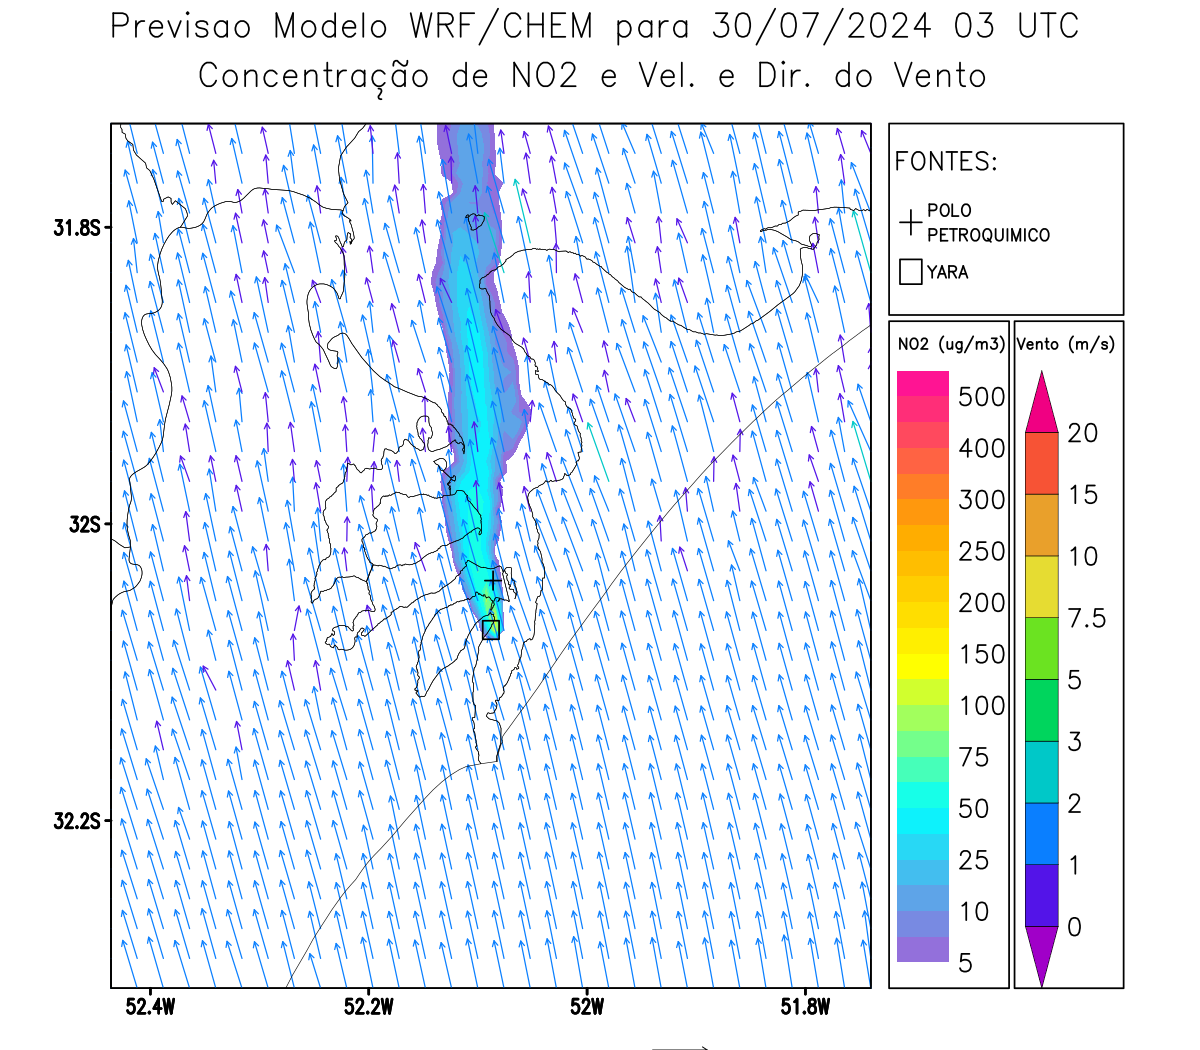 Previsao Modelo WRF/CHEM para 30/07/2024 03 UTC
Concentração de NO2 e Vel. e Dir. do Vento
FONTES:
POLO
PETROQUIMICO
YARA
NO2 (ug/m3)
500
400
300
250
200
150
100
75
50
25
10
5
Vento (m/s)
20
15
10
7.5
5
3
2
1
0
31.8S
32S
32.2S
52.4W
52.2W
52W
51.8W